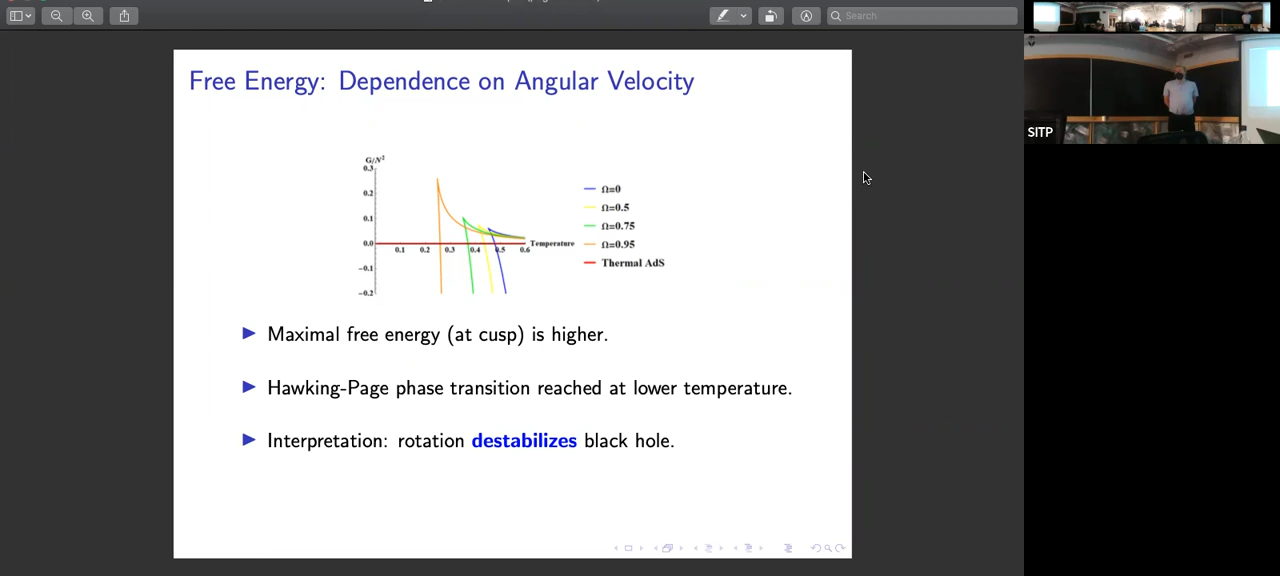 Search
SITP
Free Energy: Dependence on Angular Velocity
G/N²
0.3
0.2
0.1
0.0
-0.1
-0.2
0.1 0.2 0.3 0.4 0.5 0.6 Temperature
Ω=0
Ω=0.5
Ω=0.75
Ω=0.95
Thermal AdS
Maximal free energy (at cusp) is higher.
Hawking-Page phase transition reached at lower temperature.
Interpretation: rotation destabilizes black hole.